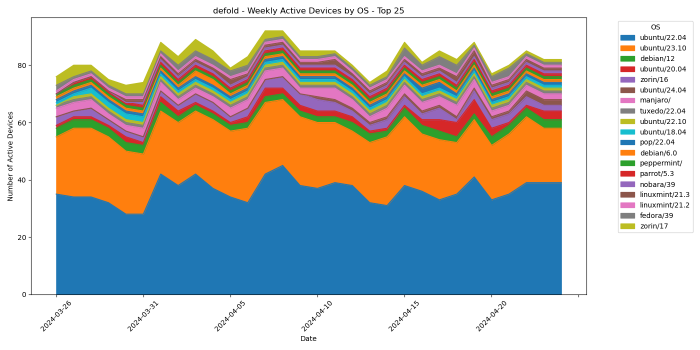 defold - Weekly Active Devices by OS - Top 25
Number of Active Devices
80
60
40
20
0
2024-03-26
2024-03-31
2024-04-05
2024-04-10
2024-04-15
2024-04-20
Date
OS
ubuntu/22.04
ubuntu/23.10
debian/12
ubuntu/20.04
zorin/16
ubuntu/24.04
manjaro/
tuxedo/22.04
ubuntu/22.10
ubuntu/18.04
pop/22.04
debian/6.0
peppermint/
parrot/5.3
nobara/39
linuxmint/21.3
linuxmint/21.2
fedora/39
zorin/17